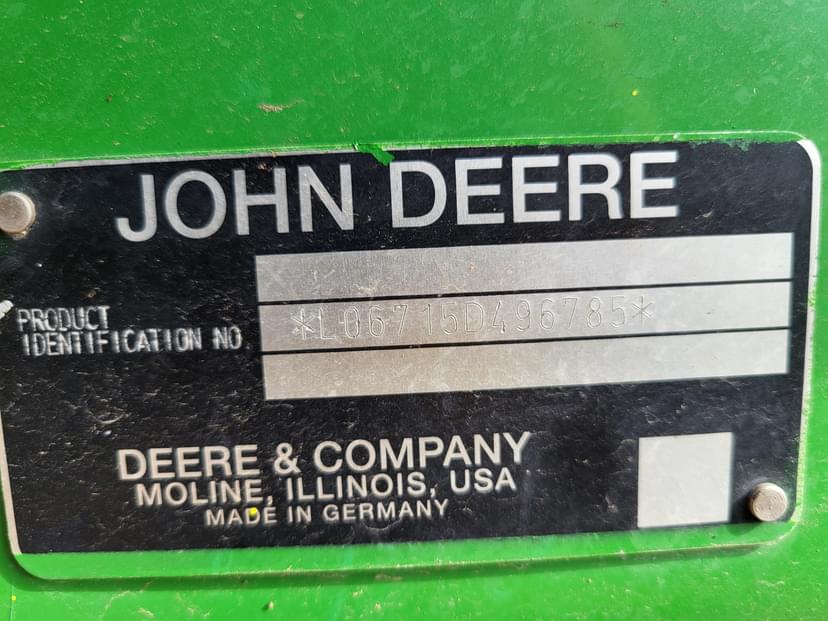 JOHN DEERE
PRODUCT
IDENTIFICATION NO.
*L06715D496785*
DEERE & COMPANY
MOLINE, ILLINOIS, USA
MADE IN GERMANY